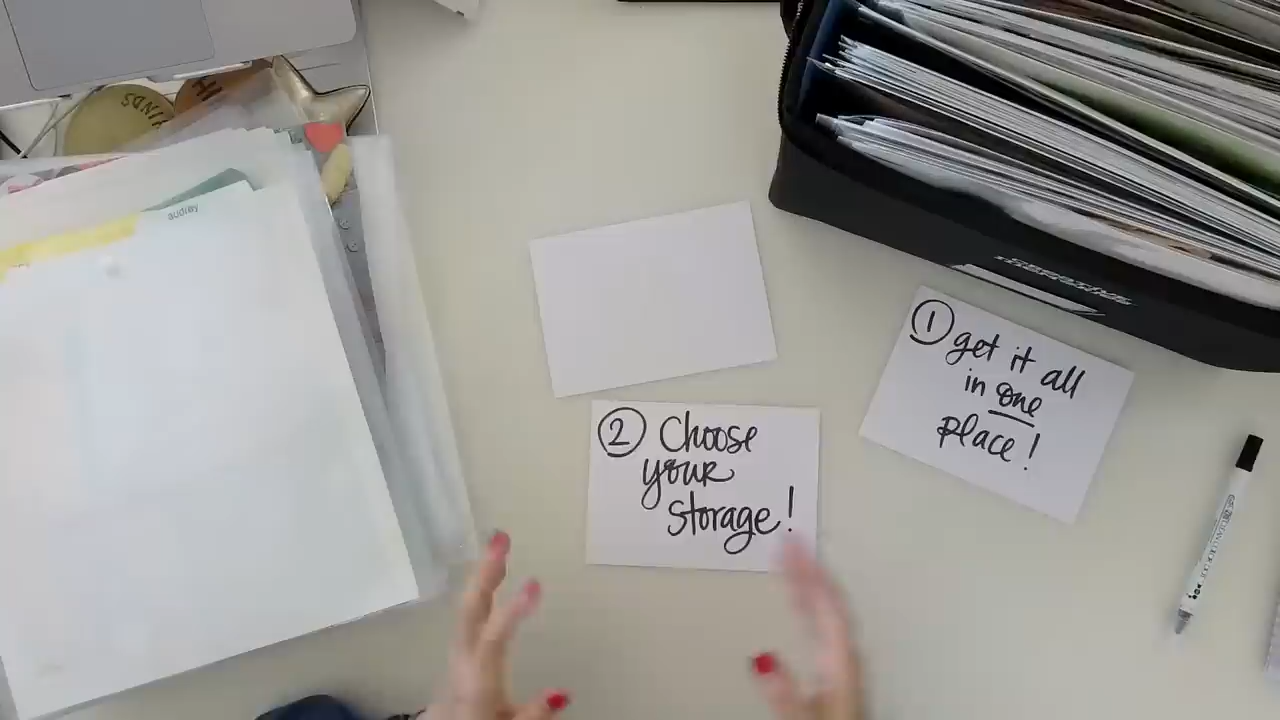 audrey
① get it all
in one
place!
② Choose
your
Storage!